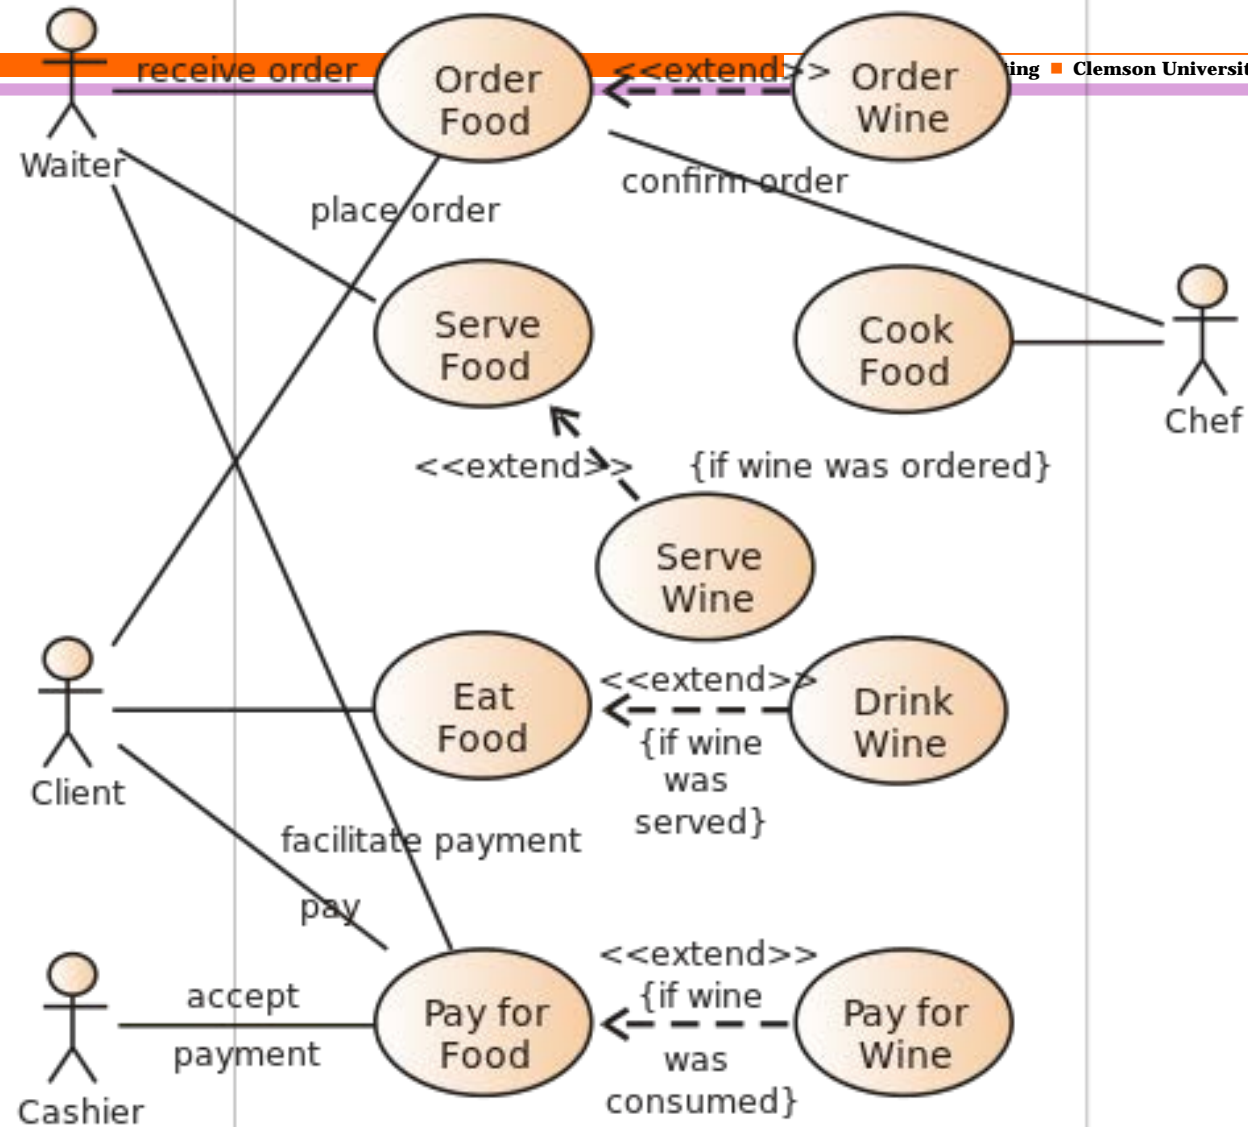 receive order
Order
Food
<<extend>>
Order
Wine
ing ■ Clemson Universit
Waiter
confirm order
place order
Serve
Food
Cook
Food
Chef
<<extend>>
{if wine was ordered}
Serve
Wine
Eat
Food
<<extend>>
{if wine
was
served}
Drink
Wine
Client
facilitate payment
pay
accept
payment
Pay for
Food
<<extend>>
{if wine
was
consumed}
Pay for
Wine
Cashier